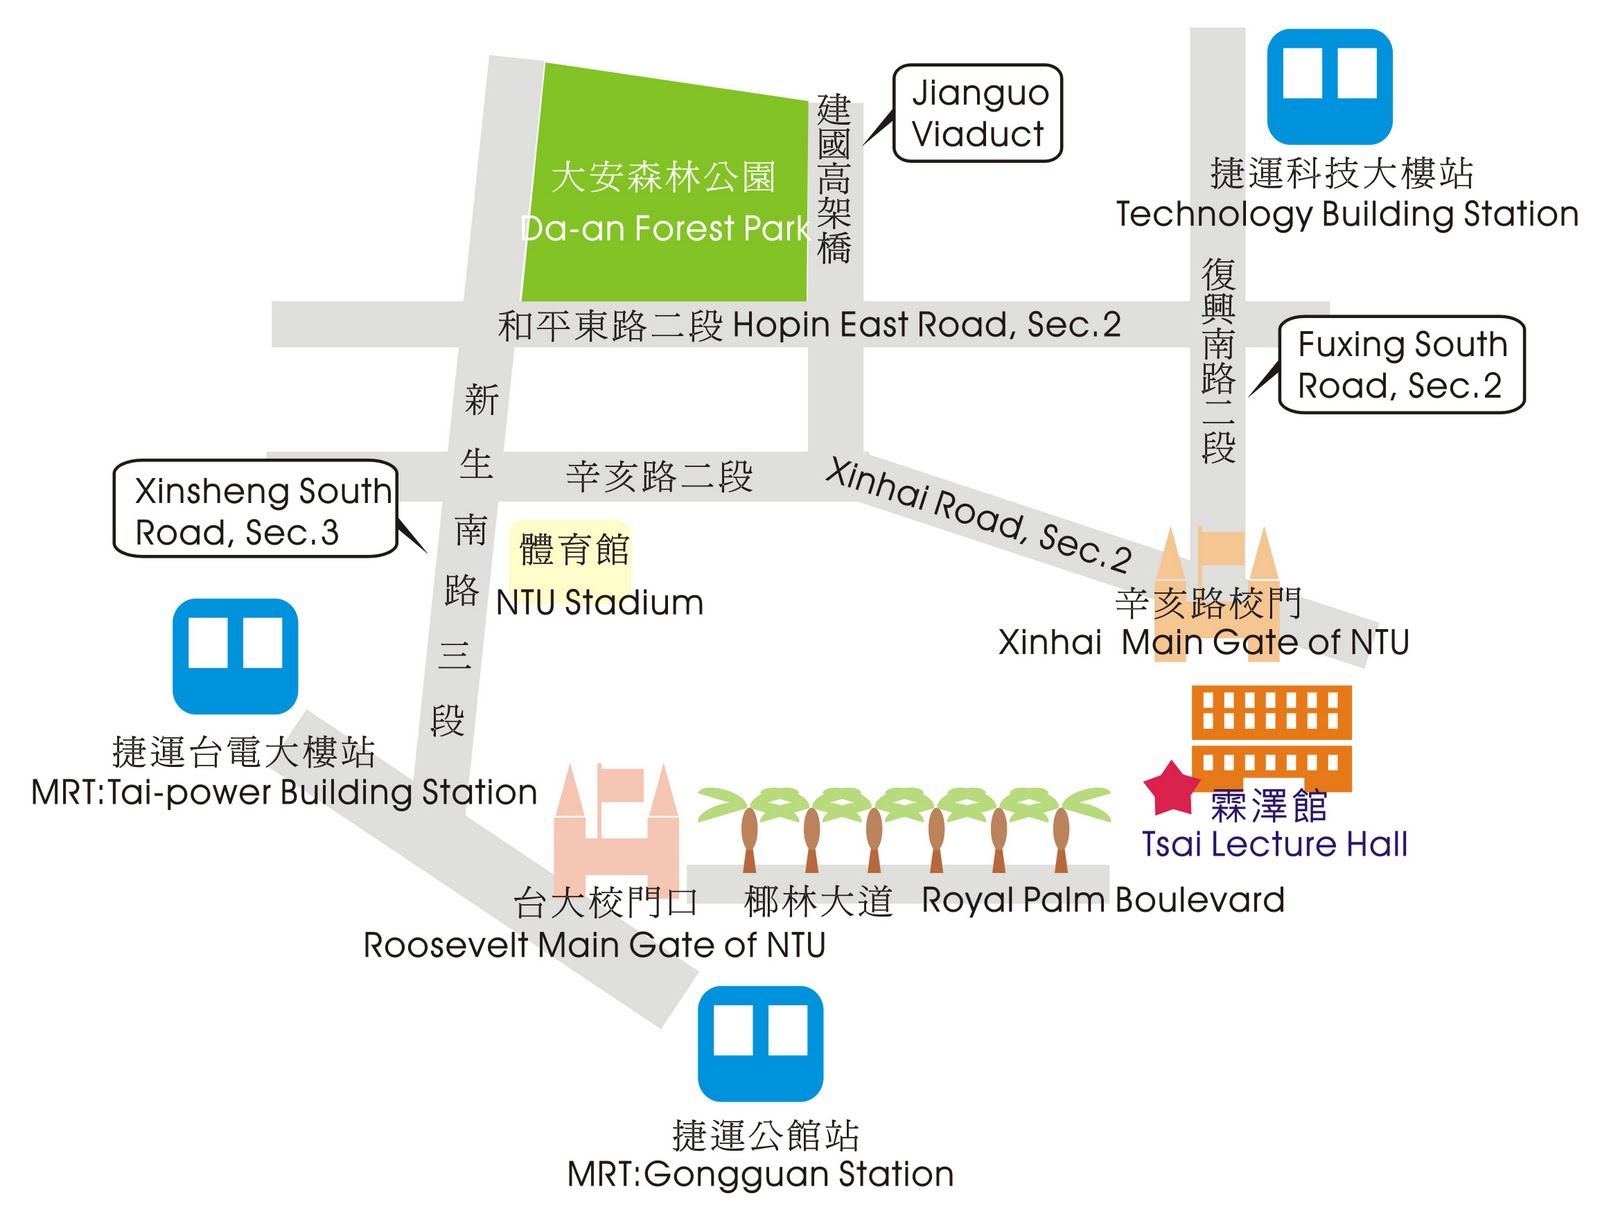 建國高架橋
Jianguo
Viaduct
大安森林公園
Da-an Forest Park
捷運科技大樓站
Technology Building Station
復興南路二段
Fuxing South
Road, Sec.2
和平東路二段 Hopin East Road, Sec.2
新生南路三段
Xinsheng South
Road, Sec.3
辛亥路二段
Xinhai Road, Sec.2
體育館
NTU Stadium
辛亥路校門
Xinhai Main Gate of NTU
捷運台電大樓站
MRT:Tai-power Building Station
霖澤館
Tsai Lecture Hall
台大校門口
Roosevelt Main Gate of NTU
椰林大道 Royal Palm Boulevard
捷運公館站
MRT:Gongguan Station